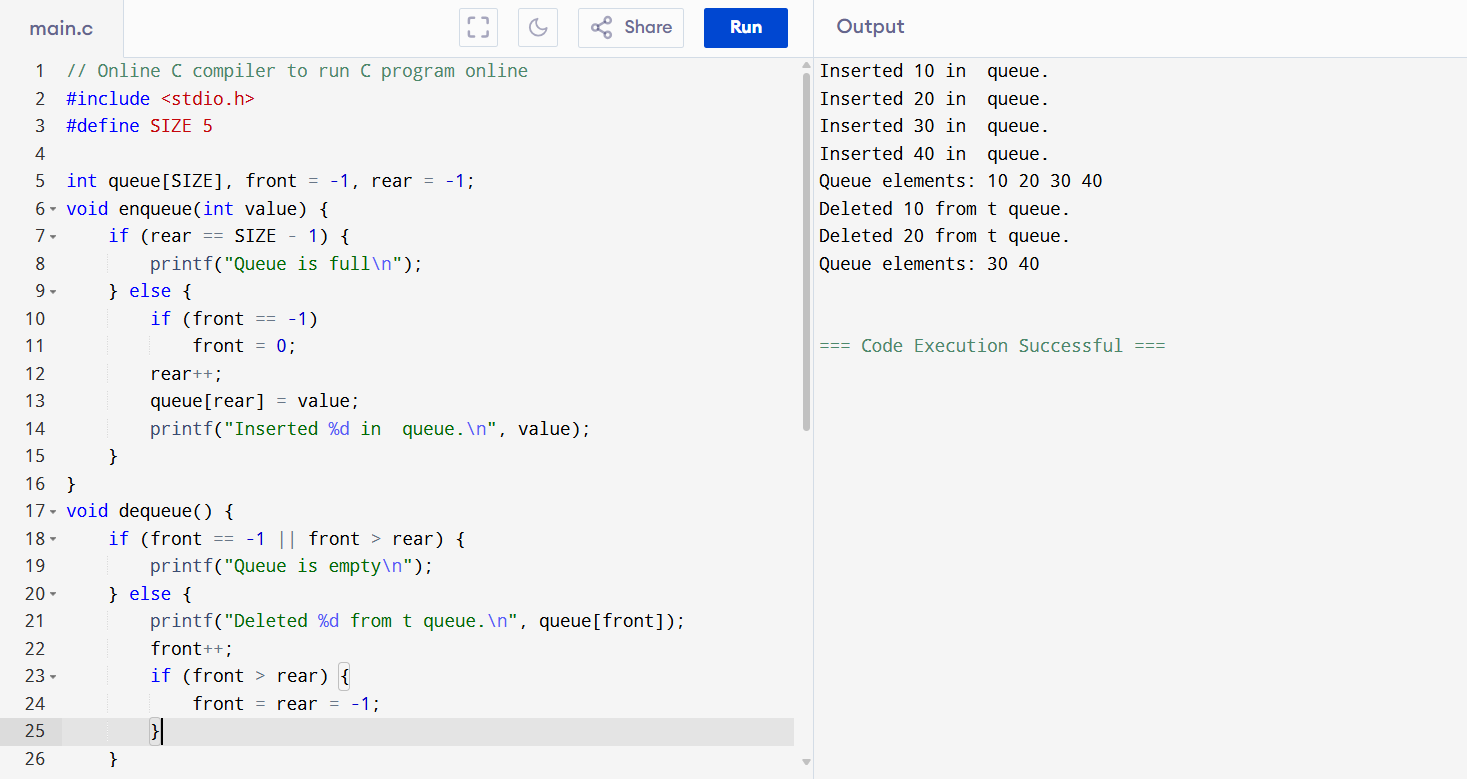 main.c
Share
Run
Output
1 // Online C compiler to run C program online
2 #include <stdio.h>
3 #define SIZE 5
4
5 int queue[SIZE], front = -1, rear = -1;
6 void enqueue(int value) {
7     if (rear == SIZE - 1) {
8         printf("Queue is full\n");
9     } else {
10         if (front == -1)
11             front = 0;
12         rear++;
13         queue[rear] = value;
14         printf("Inserted %d in  queue.\n", value);
15     }
16 }
17 void dequeue() {
18     if (front == -1 || front > rear) {
19         printf("Queue is empty\n");
20     } else {
21         printf("Deleted %d from t queue.\n", queue[front]);
22         front++;
23         if (front > rear) {
24             front = rear = -1;
25         }
26     }
Inserted 10 in  queue.
Inserted 20 in  queue.
Inserted 30 in  queue.
Inserted 40 in  queue.
Queue elements: 10 20 30 40
Deleted 10 from t queue.
Deleted 20 from t queue.
Queue elements: 30 40
=== Code Execution Successful ===